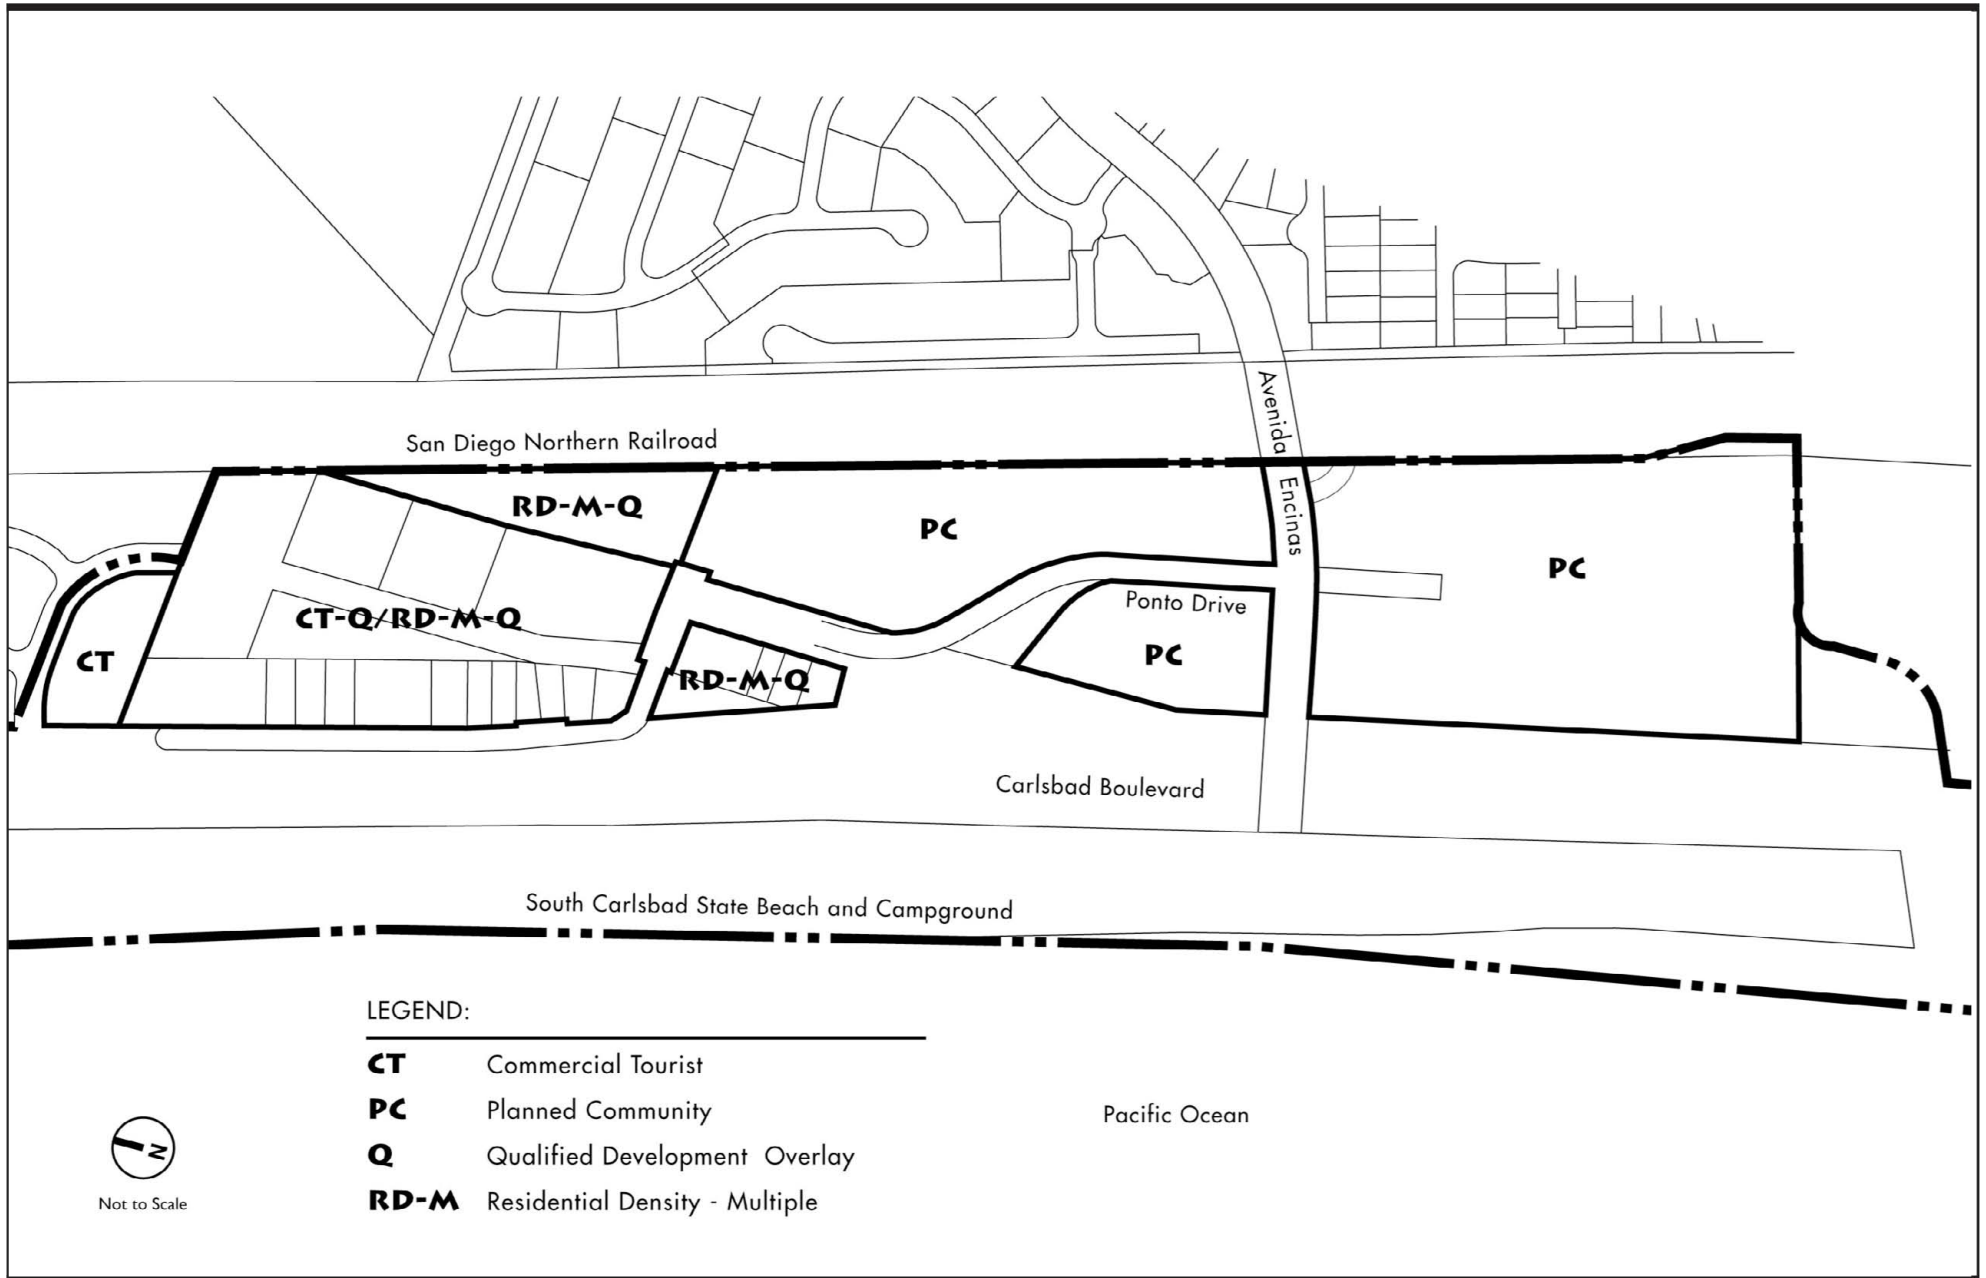 Avenida Encinas
San Diego Northern Railroad
RD-M-Q
PC
PC
CT-Q/RD-M-Q
Ponto Drive
CT
PC
RD-M-Q
Carlsbad Boulevard
South Carlsbad State Beach and Campground
LEGEND:
CT Commercial Tourist
PC Planned Community
Q Qualified Development Overlay
RD-M Residential Density - Multiple
Pacific Ocean
N
Not to Scale